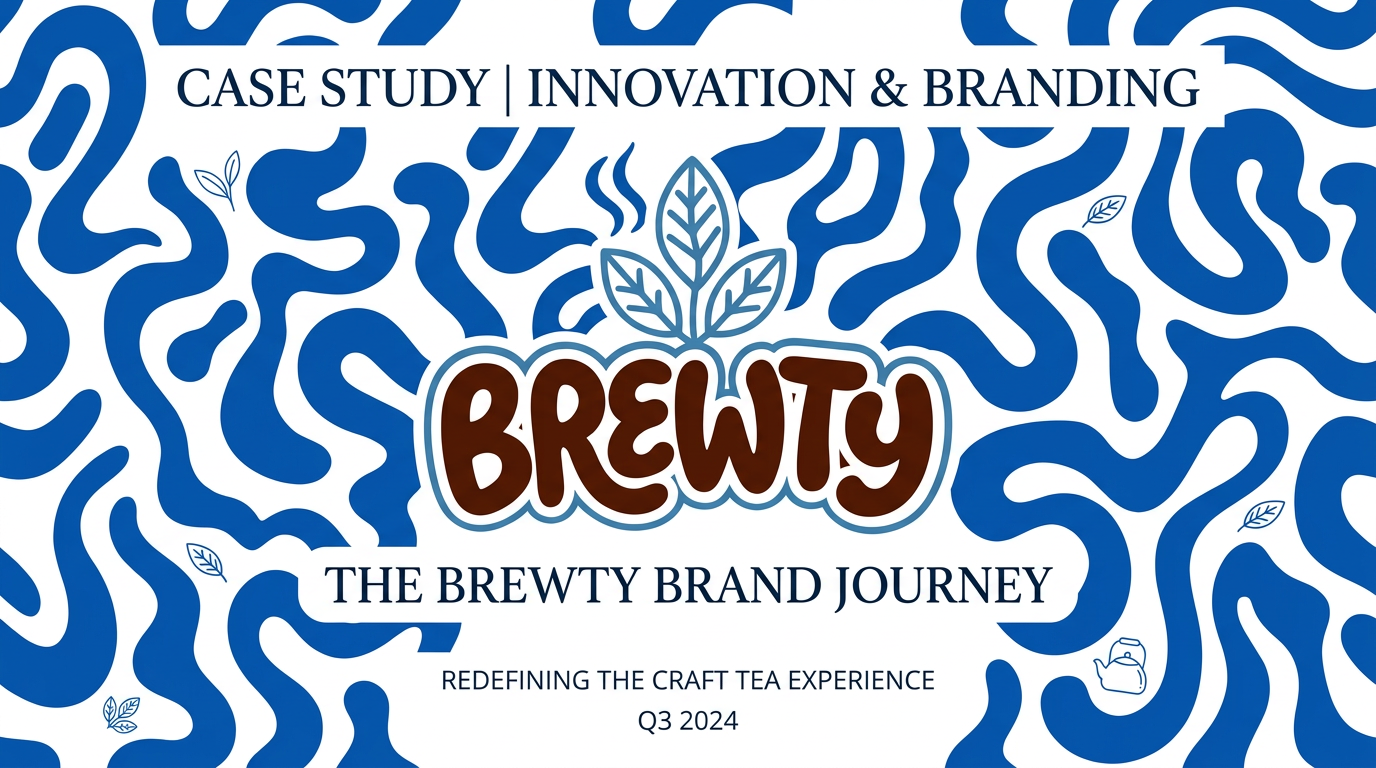 CASE STUDY | INNOVATION & BRANDING
BREWTY
THE BREWTY BRAND JOURNEY
REDEFINING THE CRAFT TEA EXPERIENCE
Q3 2024